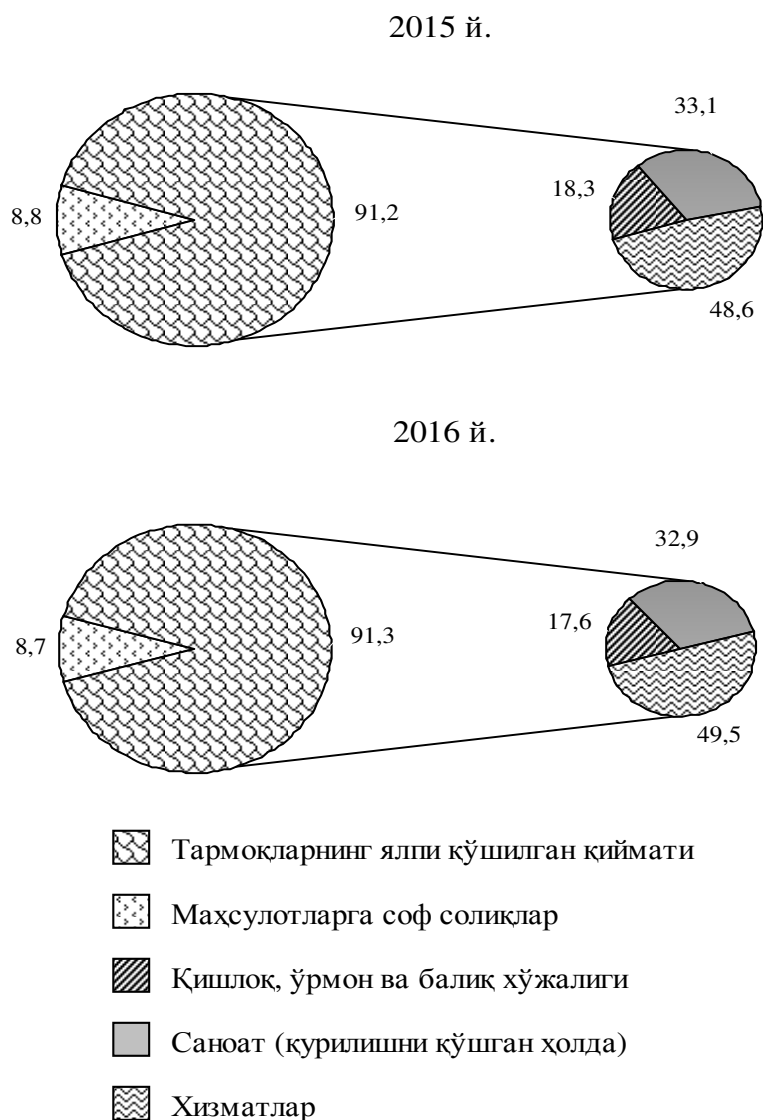 2015 й.
33,1
18,3
8,8
91,2
48,6
2016 й.
32,9
17,6
8,7
91,3
49,5
Тармоқларнинг ялпи қўшилган қиймати
Маҳсулотларга соф солиқлар
Қишлоқ, ўрмон ва балиқ хўжалиги
Саноат (қурилишни қўшган ҳолда)
Хизматлар